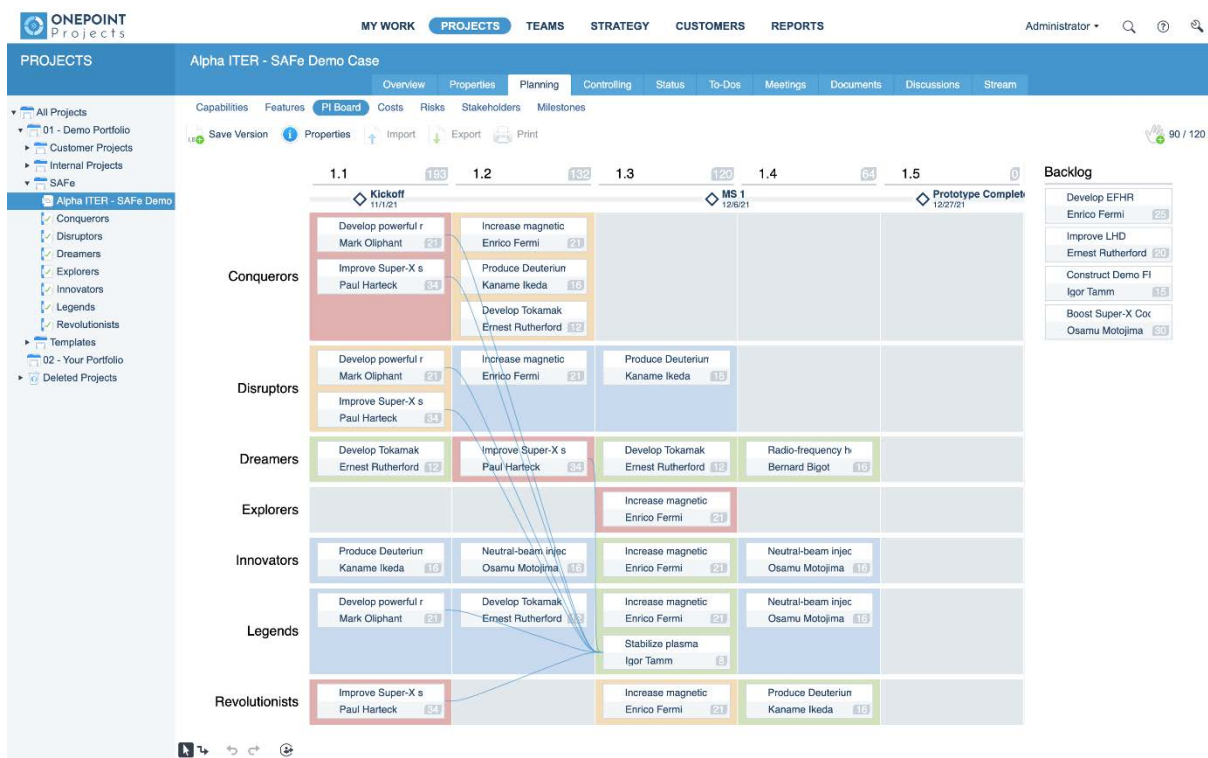 ONEPOINT
Projects
MY WORK PROJECTS TEAMS STRATEGY CUSTOMERS REPORTS
Administrator
PROJECTS
Alpha ITER - SAFe Demo Case
Overview Properties Planning Controlling Status To-Dos Meetings Documents Discussions Stream
Capabilities Features PI Board Costs Risks Stakeholders Milestones
Save Version Properties Import Export Print
90 / 120
All Projects
01 - Demo Portfolio
Customer Projects
Internal Projects
SAFe
Alpha ITER - SAFe Demo
Conquerors
Disruptors
Dreamers
Explorers
Innovators
Legends
Revolutionists
Templates
02 - Your Portfolio
Deleted Projects
1.1 193 1.2 132 1.3 120 1.4 64 1.5 0
Kickoff
11/1/21
MS 1
12/6/21
Prototype Complete
12/27/21
Conquerors
Develop powerful r
Mark Oliphant 21
Improve Super-X s
Paul Harteck 34
Increase magnetic
Enrico Fermi 21
Produce Deuterium
Kaname Ikeda 16
Develop Tokamak
Ernest Rutherford 12
Disruptors
Develop powerful r
Mark Oliphant 21
Improve Super-X s
Paul Harteck 34
Increase magnetic
Enrico Fermi 21
Produce Deuterium
Kaname Ikeda 16
Dreamers
Develop Tokamak
Ernest Rutherford 12
Improve Super-X s
Paul Harteck 34
Develop Tokamak
Ernest Rutherford 12
Radio-frequency h
Bernard Bigot 16
Explorers
Increase magnetic
Enrico Fermi 21
Innovators
Produce Deuterium
Kaname Ikeda 16
Neutral-beam injec
Osamu Motojima 16
Increase magnetic
Enrico Fermi 21
Neutral-beam injec
Osamu Motojima 16
Legends
Develop powerful r
Mark Oliphant 21
Develop Tokamak
Ernest Rutherford 12
Increase magnetic
Enrico Fermi 21
Stabilize plasma
Igor Tamm 8
Neutral-beam injec
Osamu Motojima 16
Revolutionists
Improve Super-X s
Paul Harteck 34
Increase magnetic
Enrico Fermi 21
Produce Deuterium
Kaname Ikeda 16
Backlog
Develop EFHR
Enrico Fermi 25
Improve LHD
Ernest Rutherford 20
Construct Demo
Igor Tamm 15
Boost Super-X Coo
Osamu Motojima 30